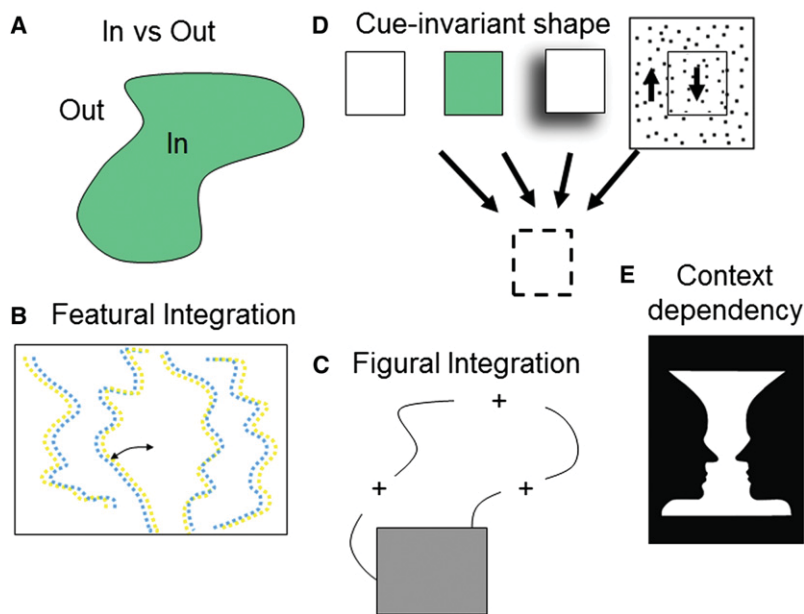 A
In vs Out
Out
In
B Featural Integration
C Figural Integration
+
+
+
D Cue-invariant shape
E Context
dependency